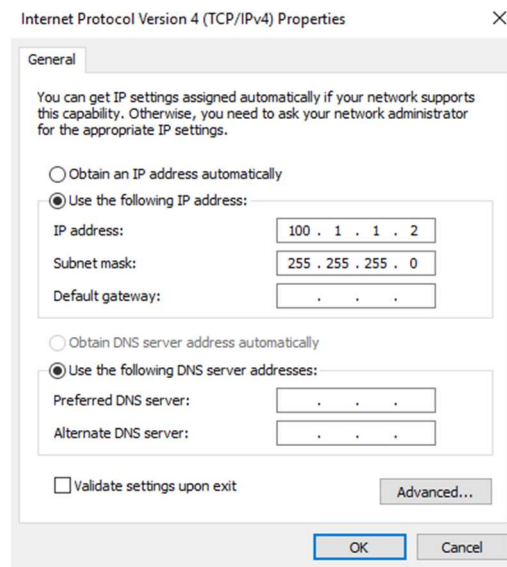 Internet Protocol Version 4 (TCP/IPv4) Properties
General
You can get IP settings assigned automatically if your network supports
this capability. Otherwise, you need to ask your network administrator
for the appropriate IP settings.
Obtain an IP address automatically
Use the following IP address:
IP address: 100 . 1 . 1 . 2
Subnet mask: 255 . 255 . 255 . 0
Default gateway: . . .
Obtain DNS server address automatically
Use the following DNS server addresses:
Preferred DNS server: . . .
Alternate DNS server: . . .
Validate settings upon exit
Advanced...
OK Cancel